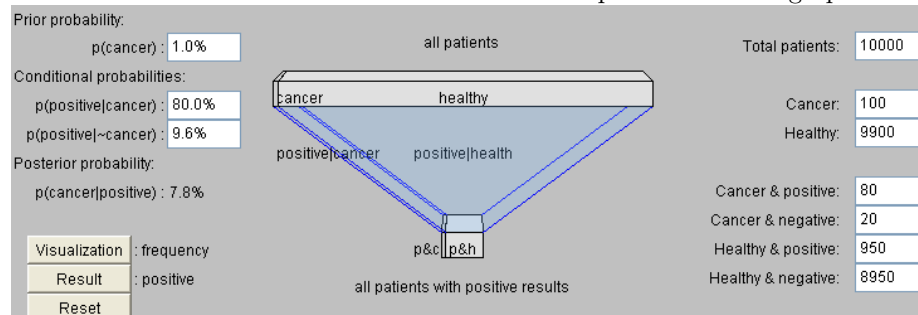 Prior probability:
p(cancer) : 1.0%
Conditional probabilities:
p(positive|cancer) : 80.0%
p(positive|~cancer) : 9.6%
Posterior probability:
p(cancer|positive) : 7.8%
Visualization : frequency
Result : positive
Reset
all patients
cancer healthy
positive|cancer positive|health
p&c p&h
all patients with positive results
Total patients: 10000
Cancer: 100
Healthy: 9900
Cancer & positive: 80
Cancer & negative: 20
Healthy & positive: 950
Healthy & negative: 8950